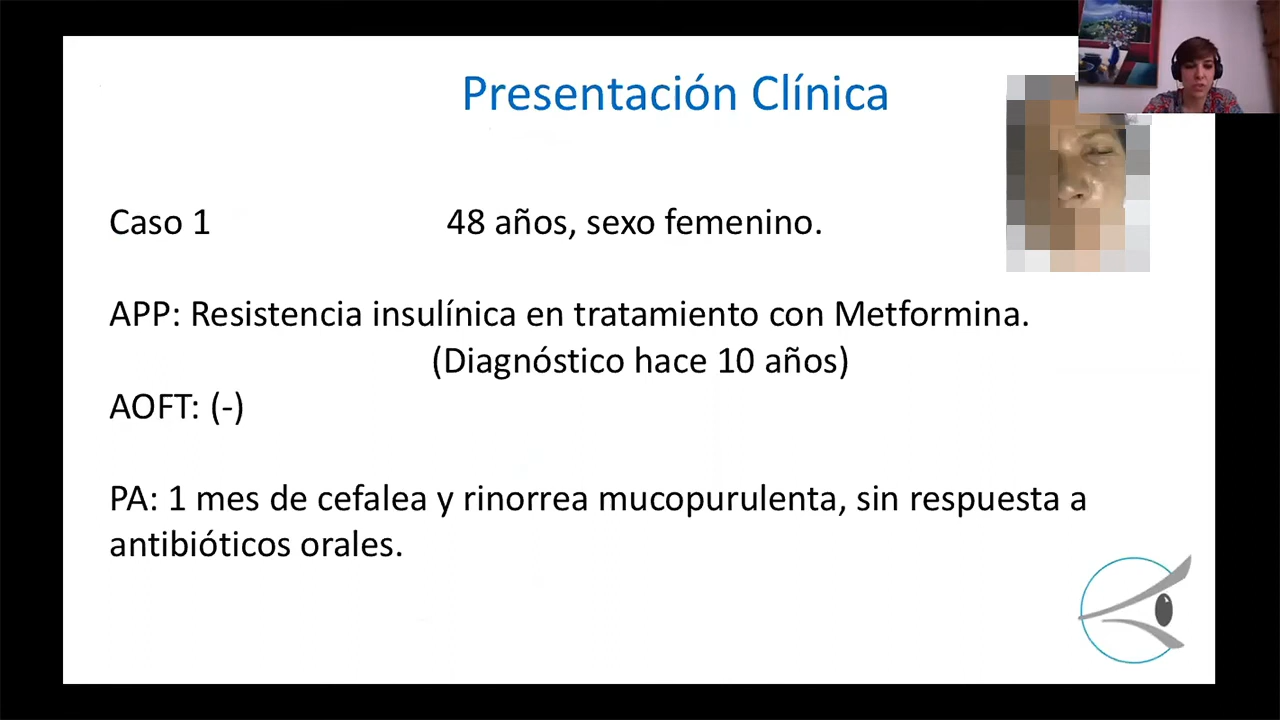 Presentación Clínica
Caso 1 48 años, sexo femenino.
APP: Resistencia insulínica en tratamiento con Metformina.
(Diagnóstico hace 10 años)
AOFT: (-)
PA: 1 mes de cefalea y rinorrea mucopurulenta, sin respuesta a
antibióticos orales.